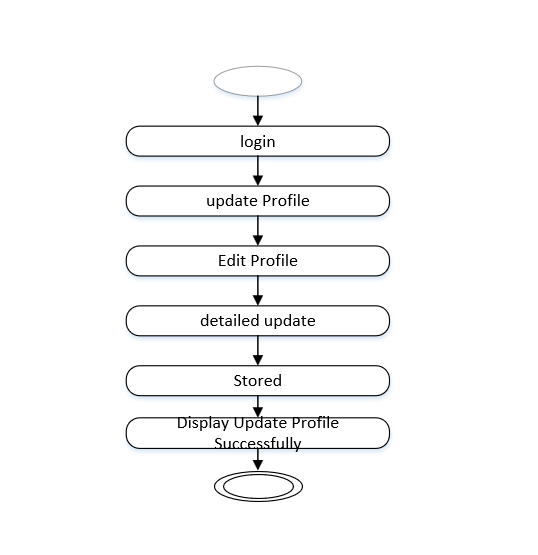 login
update Profile
Edit Profile
detailed update
Stored
Display Update Profile
Successfully